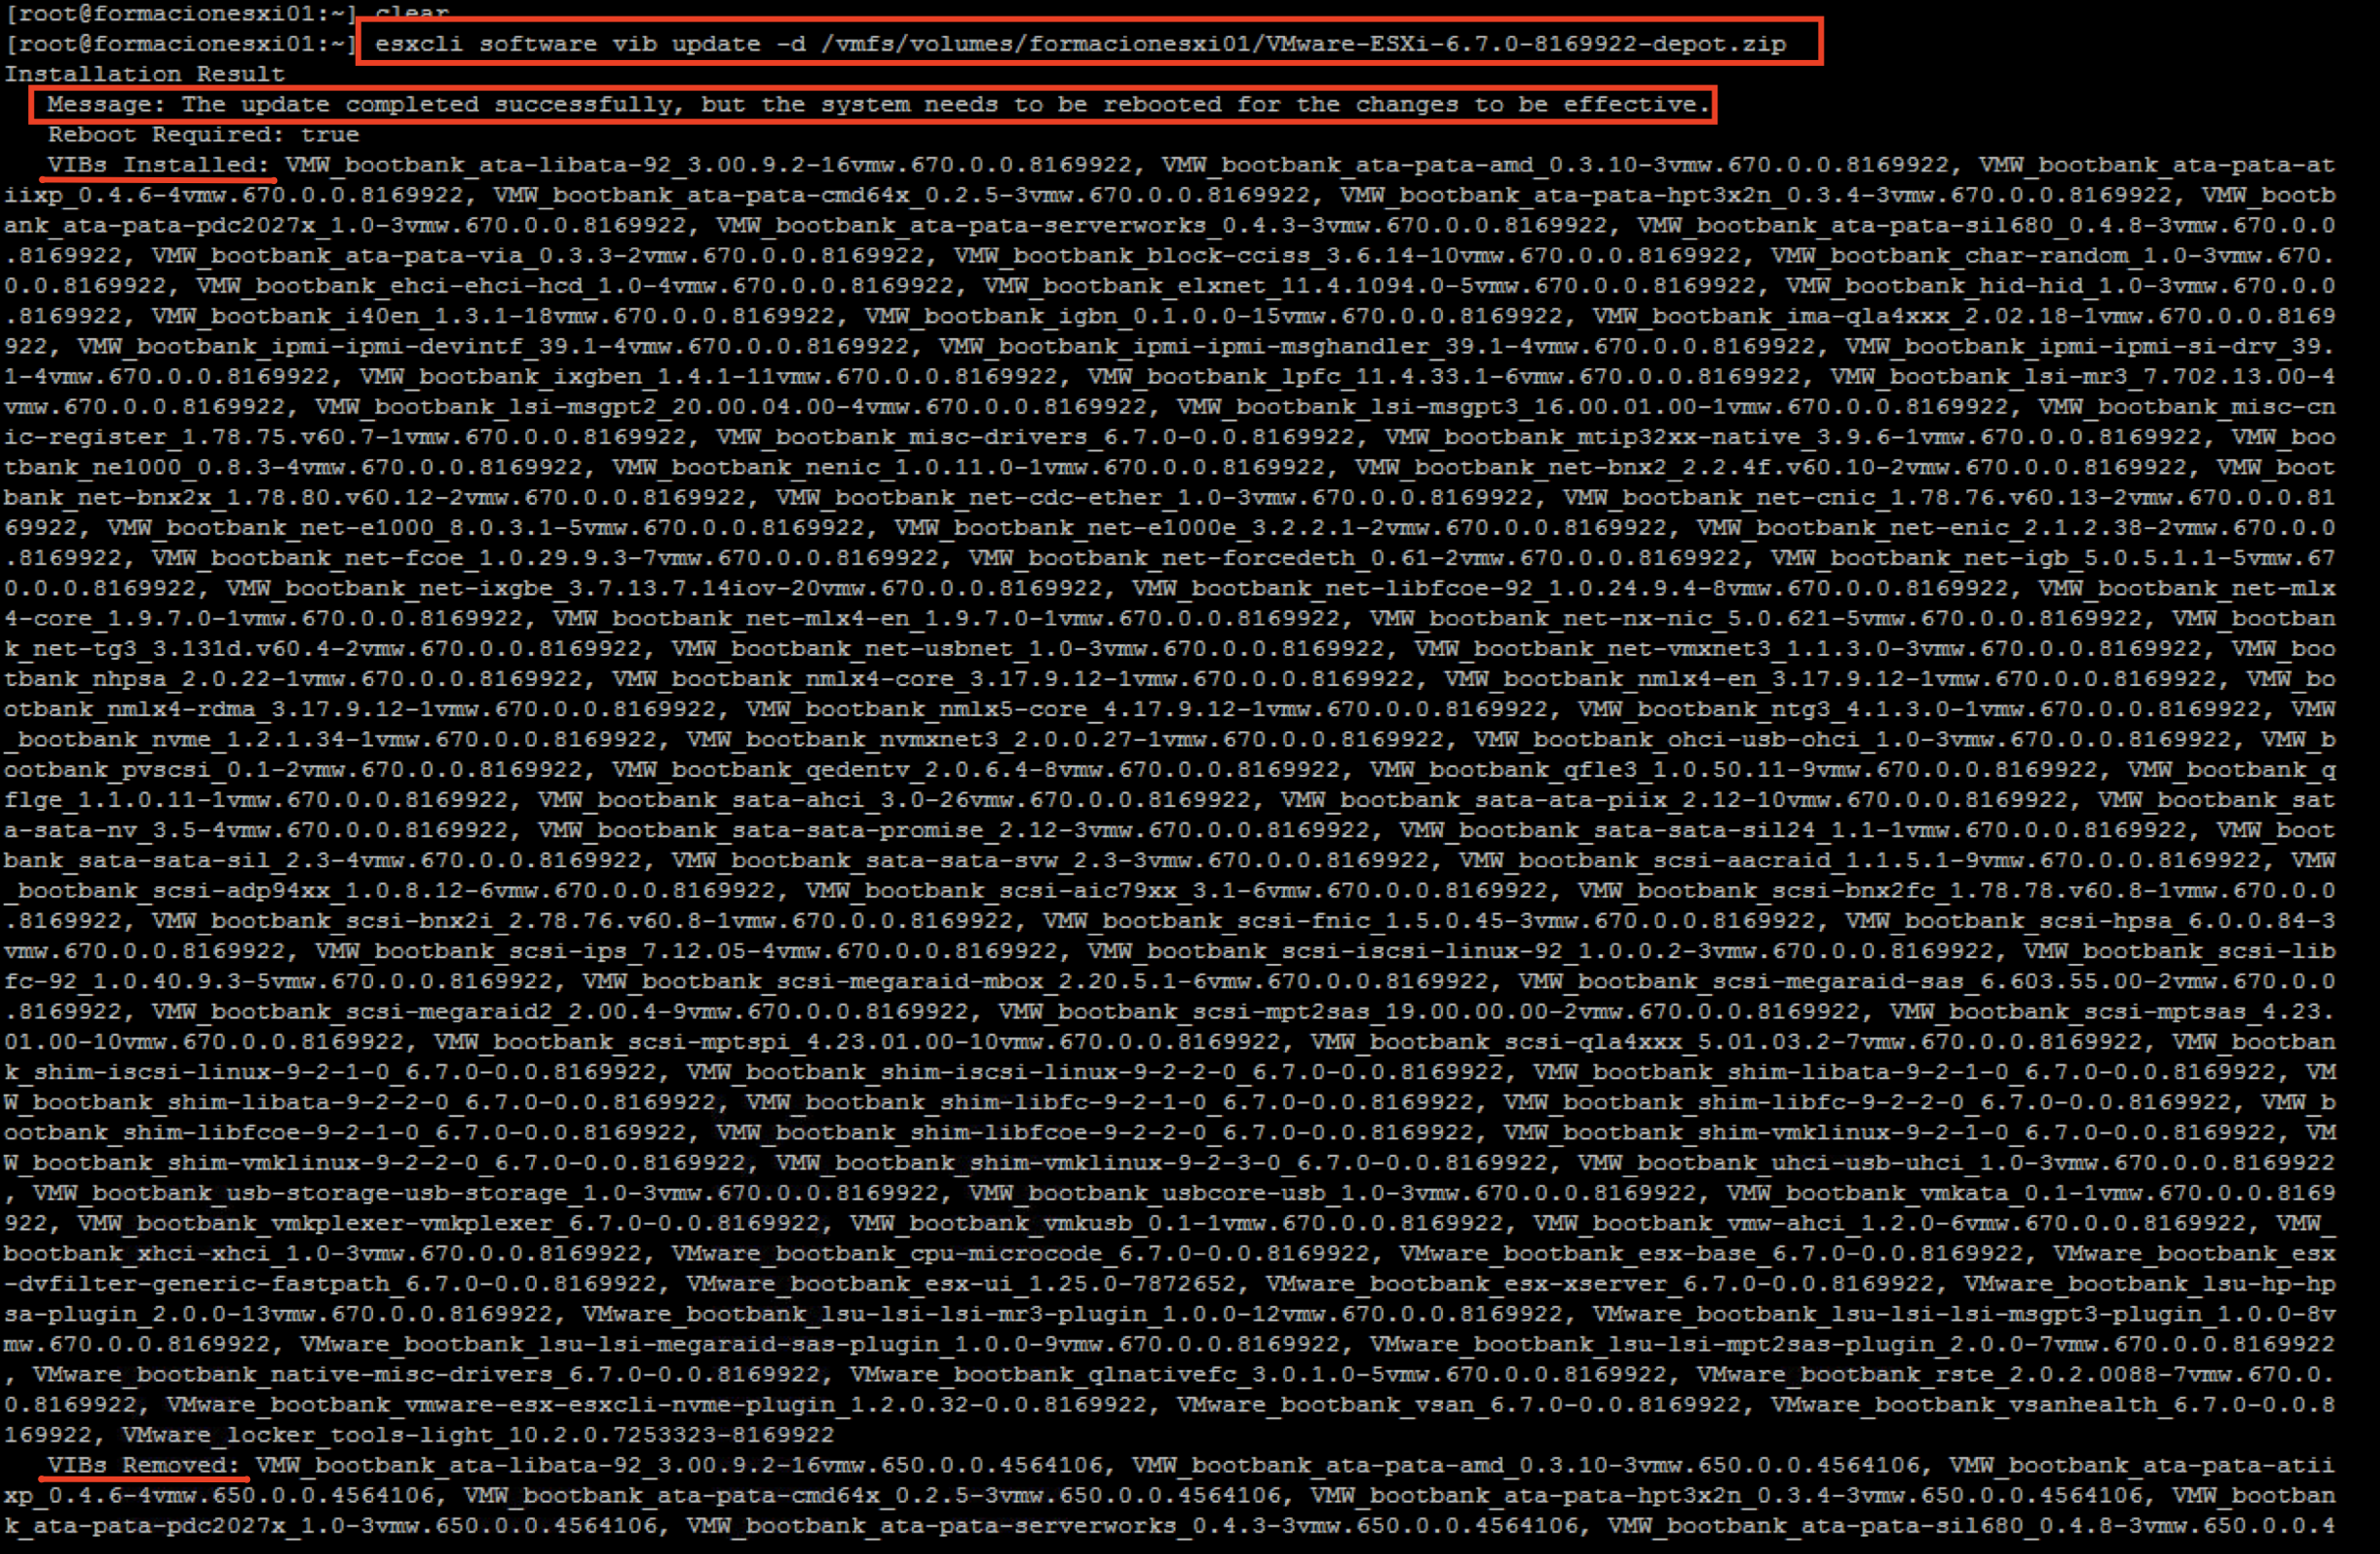 [root@formacionesxi01:~] clear
[root@formacionesxi01:~] esxcli software vib update -d /vmfs/volumes/formacionesxi01/VMware-ESXi-6.7.0-8169922-depot.zip
Installation Result
Message: The update completed successfully, but the system needs to be rebooted for the changes to be effective.
Reboot Required: true
VIBs Installed: VMW_bootbank_ata-libata-92_3.00.9.2-16vmw.670.0.0.8169922, VMW_bootbank_ata-pata-amd_0.3.10-3vmw.670.0.0.8169922, VMW_bootbank_ata-pata-at
iixp_0.4.6-4vmw.670.0.0.8169922, VMW_bootbank_ata-pata-cmd64x_0.2.5-3vmw.670.0.0.8169922, VMW_bootbank_ata-pata-hpt3x2n_0.3.4-3vmw.670.0.0.8169922, VMW_bootb
ank_ata-pata-pdc2027x_1.0-3vmw.670.0.0.8169922, VMW_bootbank_ata-pata-serverworks_0.4.3-3vmw.670.0.0.8169922, VMW_bootbank_ata-pata-sil680_0.4.8-3vmw.670.0.0
.8169922, VMW_bootbank_ata-pata-via_0.3.3-2vmw.670.0.0.8169922, VMW_bootbank_block-cciss_3.6.14-10vmw.670.0.0.8169922, VMW_bootbank_char-random_1.0-3vmw.670.
0.0.8169922, VMW_bootbank_ehci-ehci-hcd_1.0-4vmw.670.0.0.8169922, VMW_bootbank_elxnet_11.4.1094.0-5vmw.670.0.0.8169922, VMW_bootbank_hid-hid_1.0-3vmw.670.0.0
.8169922, VMW_bootbank_i40en_1.3.1-18vmw.670.0.0.8169922, VMW_bootbank_igbn_0.1.0.0-15vmw.670.0.0.8169922, VMW_bootbank_ima-qla4xxx_2.02.18-1vmw.670.0.0.8169
922, VMW_bootbank_ipmi-ipmi-devintf_39.1-4vmw.670.0.0.8169922, VMW_bootbank_ipmi-ipmi-msghandler_39.1-4vmw.670.0.0.8169922, VMW_bootbank_ipmi-ipmi-si-drv_39.
1-4vmw.670.0.0.8169922, VMW_bootbank_ixgben_1.4.1-11vmw.670.0.0.8169922, VMW_bootbank_lpfc_11.4.33.1-6vmw.670.0.0.8169922, VMW_bootbank_lsi-mr3_7.702.13.00-4
vmw.670.0.0.8169922, VMW_bootbank_lsi-msgpt2_20.00.04.00-4vmw.670.0.0.8169922, VMW_bootbank_lsi-msgpt3_16.00.01.00-1vmw.670.0.0.8169922, VMW_bootbank_misc-cn
ic-register_1.78.75.v60.7-1vmw.670.0.0.8169922, VMW_bootbank_misc-drivers_6.7.0-0.0.8169922, VMW_bootbank_mtip32xx-native_3.9.6-1vmw.670.0.0.8169922, VMW_boo
tbank_ne1000_0.8.3-4vmw.670.0.0.8169922, VMW_bootbank_nenic_1.0.11.0-1vmw.670.0.0.8169922, VMW_bootbank_net-bnx2_2.2.4f.v60.10-2vmw.670.0.0.8169922, VMW_boot
bank_net-bnx2x_1.78.80.v60.12-2vmw.670.0.0.8169922, VMW_bootbank_net-cdc-ether_1.0-3vmw.670.0.0.8169922, VMW_bootbank_net-cnic_1.78.76.v60.13-2vmw.670.0.0.81
69922, VMW_bootbank_net-e1000_8.0.3.1-5vmw.670.0.0.8169922, VMW_bootbank_net-e1000e_3.2.2.1-2vmw.670.0.0.8169922, VMW_bootbank_net-enic_2.1.2.38-2vmw.670.0.0
.8169922, VMW_bootbank_net-fcoe_1.0.29.9.3-7vmw.670.0.0.8169922, VMW_bootbank_net-forcedeth_0.61-2vmw.670.0.0.8169922, VMW_bootbank_net-igb_5.0.5.1.1-5vmw.67
0.0.0.8169922, VMW_bootbank_net-ixgbe_3.7.13.7.14iov-20vmw.670.0.0.8169922, VMW_bootbank_net-libfcoe-92_1.0.24.9.4-8vmw.670.0.0.8169922, VMW_bootbank_net-mlx
4-core_1.9.7.0-1vmw.670.0.0.8169922, VMW_bootbank_net-mlx4-en_1.9.7.0-1vmw.670.0.0.8169922, VMW_bootbank_net-nx-nic_5.0.621-5vmw.670.0.0.8169922, VMW_bootban
k_net-tg3_3.131d.v60.4-2vmw.670.0.0.8169922, VMW_bootbank_net-usbnet_1.0-3vmw.670.0.0.8169922, VMW_bootbank_net-vmxnet3_1.1.3.0-3vmw.670.0.0.8169922, VMW_boo
tbank_nhpsa_2.0.22-1vmw.670.0.0.8169922, VMW_bootbank_nmlx4-core_3.17.9.12-1vmw.670.0.0.8169922, VMW_bootbank_nmlx4-en_3.17.9.12-1vmw.670.0.0.8169922, VMW_bo
otbank_nmlx4-rdma_3.17.9.12-1vmw.670.0.0.8169922, VMW_bootbank_nmlx5-core_4.17.9.12-1vmw.670.0.0.8169922, VMW_bootbank_ntg3_4.1.3.0-1vmw.670.0.0.8169922, VMW
_bootbank_nvme_1.2.1.34-1vmw.670.0.0.8169922, VMW_bootbank_nvmxnet3_2.0.0.27-1vmw.670.0.0.8169922, VMW_bootbank_ohci-usb-ohci_1.0-3vmw.670.0.0.8169922, VMW_b
ootbank_pvscsi_0.1-2vmw.670.0.0.8169922, VMW_bootbank_qedentv_2.0.6.4-8vmw.670.0.0.8169922, VMW_bootbank_qfle3_1.0.50.11-9vmw.670.0.0.8169922, VMW_bootbank_q
flge_1.1.0.11-1vmw.670.0.0.8169922, VMW_bootbank_sata-ahci_3.0-26vmw.670.0.0.8169922, VMW_bootbank_sata-ata-piix_2.12-10vmw.670.0.0.8169922, VMW_bootbank_sat
a-sata-nv_3.5-4vmw.670.0.0.8169922, VMW_bootbank_sata-sata-promise_2.12-3vmw.670.0.0.8169922, VMW_bootbank_sata-sata-sil24_1.1-1vmw.670.0.0.8169922, VMW_boot
bank_sata-sata-sil_2.3-4vmw.670.0.0.8169922, VMW_bootbank_sata-sata-svw_2.3-3vmw.670.0.0.8169922, VMW_bootbank_scsi-aacraid_1.1.5.1-9vmw.670.0.0.8169922, VMW
_bootbank_scsi-adp94xx_1.0.8.12-6vmw.670.0.0.8169922, VMW_bootbank_scsi-aic79xx_3.1-6vmw.670.0.0.8169922, VMW_bootbank_scsi-bnx2fc_1.78.78.v60.8-1vmw.670.0.0
.8169922, VMW_bootbank_scsi-bnx2i_2.78.76.v60.8-1vmw.670.0.0.8169922, VMW_bootbank_scsi-fnic_1.5.0.45-3vmw.670.0.0.8169922, VMW_bootbank_scsi-hpsa_6.0.0.84-3
vmw.670.0.0.8169922, VMW_bootbank_scsi-ips_7.12.05-4vmw.670.0.0.8169922, VMW_bootbank_scsi-iscsi-linux-92_1.0.0.2-3vmw.670.0.0.8169922, VMW_bootbank_scsi-lib
fc-92_1.0.40.9.3-5vmw.670.0.0.8169922, VMW_bootbank_scsi-megaraid-mbox_2.20.5.1-6vmw.670.0.0.8169922, VMW_bootbank_scsi-megaraid-sas_6.603.55.00-2vmw.670.0.0
.8169922, VMW_bootbank_scsi-megaraid2_2.00.4-9vmw.670.0.0.8169922, VMW_bootbank_scsi-mpt2sas_19.00.00.00-2vmw.670.0.0.8169922, VMW_bootbank_scsi-mptsas_4.23.
01.00-10vmw.670.0.0.8169922, VMW_bootbank_scsi-mptspi_4.23.01.00-10vmw.670.0.0.8169922, VMW_bootbank_scsi-qla4xxx_5.01.03.2-7vmw.670.0.0.8169922, VMW_bootban
k_shim-iscsi-linux-9-2-1-0_6.7.0-0.0.8169922, VMW_bootbank_shim-iscsi-linux-9-2-2-0_6.7.0-0.0.8169922, VMW_bootbank_shim-libata-9-2-1-0_6.7.0-0.0.8169922, VM
W_bootbank_shim-libata-9-2-2-0_6.7.0-0.0.8169922, VMW_bootbank_shim-libfc-9-2-1-0_6.7.0-0.0.8169922, VMW_bootbank_shim-libfc-9-2-2-0_6.7.0-0.0.8169922, VMW_b
ootbank_shim-libfcoe-9-2-1-0_6.7.0-0.0.8169922, VMW_bootbank_shim-libfcoe-9-2-2-0_6.7.0-0.0.8169922, VMW_bootbank_shim-vmklinux-9-2-1-0_6.7.0-0.0.8169922, VM
W_bootbank_shim-vmklinux-9-2-2-0_6.7.0-0.0.8169922, VMW_bootbank_shim-vmklinux-9-2-3-0_6.7.0-0.0.8169922, VMW_bootbank_uhci-usb-uhci_1.0-3vmw.670.0.0.8169922
, VMW_bootbank_usb-storage-usb-storage_1.0-3vmw.670.0.0.8169922, VMW_bootbank_usbcore-usb_1.0-3vmw.670.0.0.8169922, VMW_bootbank_vmkata_0.1-1vmw.670.0.0.8169
922, VMW_bootbank_vmkplexer-vmkplexer_6.7.0-0.0.8169922, VMW_bootbank_vmkusb_0.1-1vmw.670.0.0.8169922, VMW_bootbank_vmw-ahci_1.2.0-6vmw.670.0.0.8169922, VMW_
bootbank_xhci-xhci_1.0-3vmw.670.0.0.8169922, VMware_bootbank_cpu-microcode_6.7.0-0.0.8169922, VMware_bootbank_esx-base_6.7.0-0.0.8169922, VMware_bootbank_esx
-dvfilter-generic-fastpath_6.7.0-0.0.8169922, VMware_bootbank_esx-ui_1.25.0-7872652, VMware_bootbank_esx-xserver_6.7.0-0.0.8169922, VMware_bootbank_lsu-hp-hp
sa-plugin_2.0.0-13vmw.670.0.0.8169922, VMware_bootbank_lsu-lsi-lsi-mr3-plugin_1.0.0-12vmw.670.0.0.8169922, VMware_bootbank_lsu-lsi-lsi-msgpt3-plugin_1.0.0-8v
mw.670.0.0.8169922, VMware_bootbank_lsu-lsi-megaraid-sas-plugin_1.0.0-9vmw.670.0.0.8169922, VMware_bootbank_lsu-lsi-mpt2sas-plugin_2.0.0-7vmw.670.0.0.8169922
, VMware_bootbank_native-misc-drivers_6.7.0-0.0.8169922, VMware_bootbank_qlnativefc_3.0.1.0-5vmw.670.0.0.8169922, VMware_bootbank_rste_2.0.2.0088-7vmw.670.0.
0.8169922, VMware_bootbank_vmware-esx-esxcli-nvme-plugin_1.2.0.32-0.0.8169922, VMware_bootbank_vsan_6.7.0-0.0.8169922, VMware_bootbank_vsanhealth_6.7.0-0.0.8
169922, VMware_locker_tools-light_10.2.0.7253323-8169922
VIBs Removed: VMW_bootbank_ata-libata-92_3.00.9.2-16vmw.650.0.0.4564106, VMW_bootbank_ata-pata-amd_0.3.10-3vmw.650.0.0.4564106, VMW_bootbank_ata-pata-atii
xp_0.4.6-4vmw.650.0.0.4564106, VMW_bootbank_ata-pata-cmd64x_0.2.5-3vmw.650.0.0.4564106, VMW_bootbank_ata-pata-hpt3x2n_0.3.4-3vmw.650.0.0.4564106, VMW_bootban
k_ata-pata-pdc2027x_1.0-3vmw.650.0.0.4564106, VMW_bootbank_ata-pata-serverworks_0.4.3-3vmw.650.0.0.4564106, VMW_bootbank_ata-pata-sil680_0.4.8-3vmw.650.0.0.4